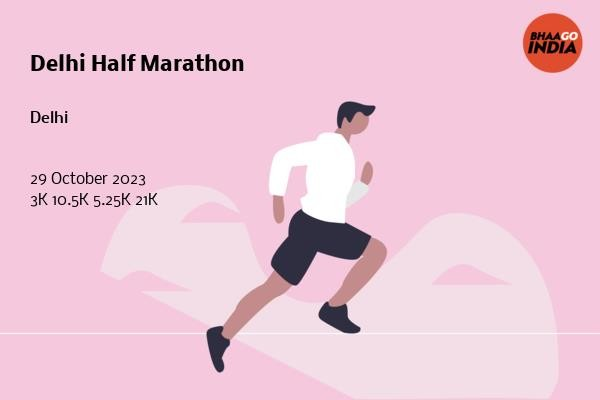 BHAAGO
INDIA
Delhi Half Marathon
Delhi
29 October 2023
3K 10.5K 5.25K 21K